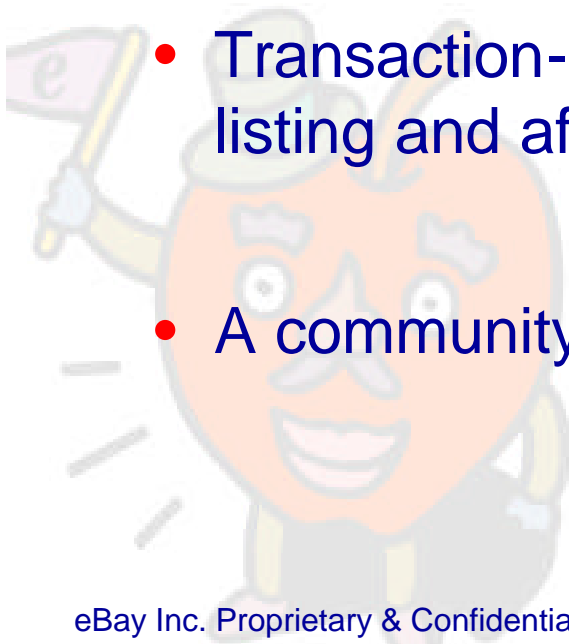 e
• Transaction-
listing and af
• A community
eBay Inc. Proprietary & Confidentia